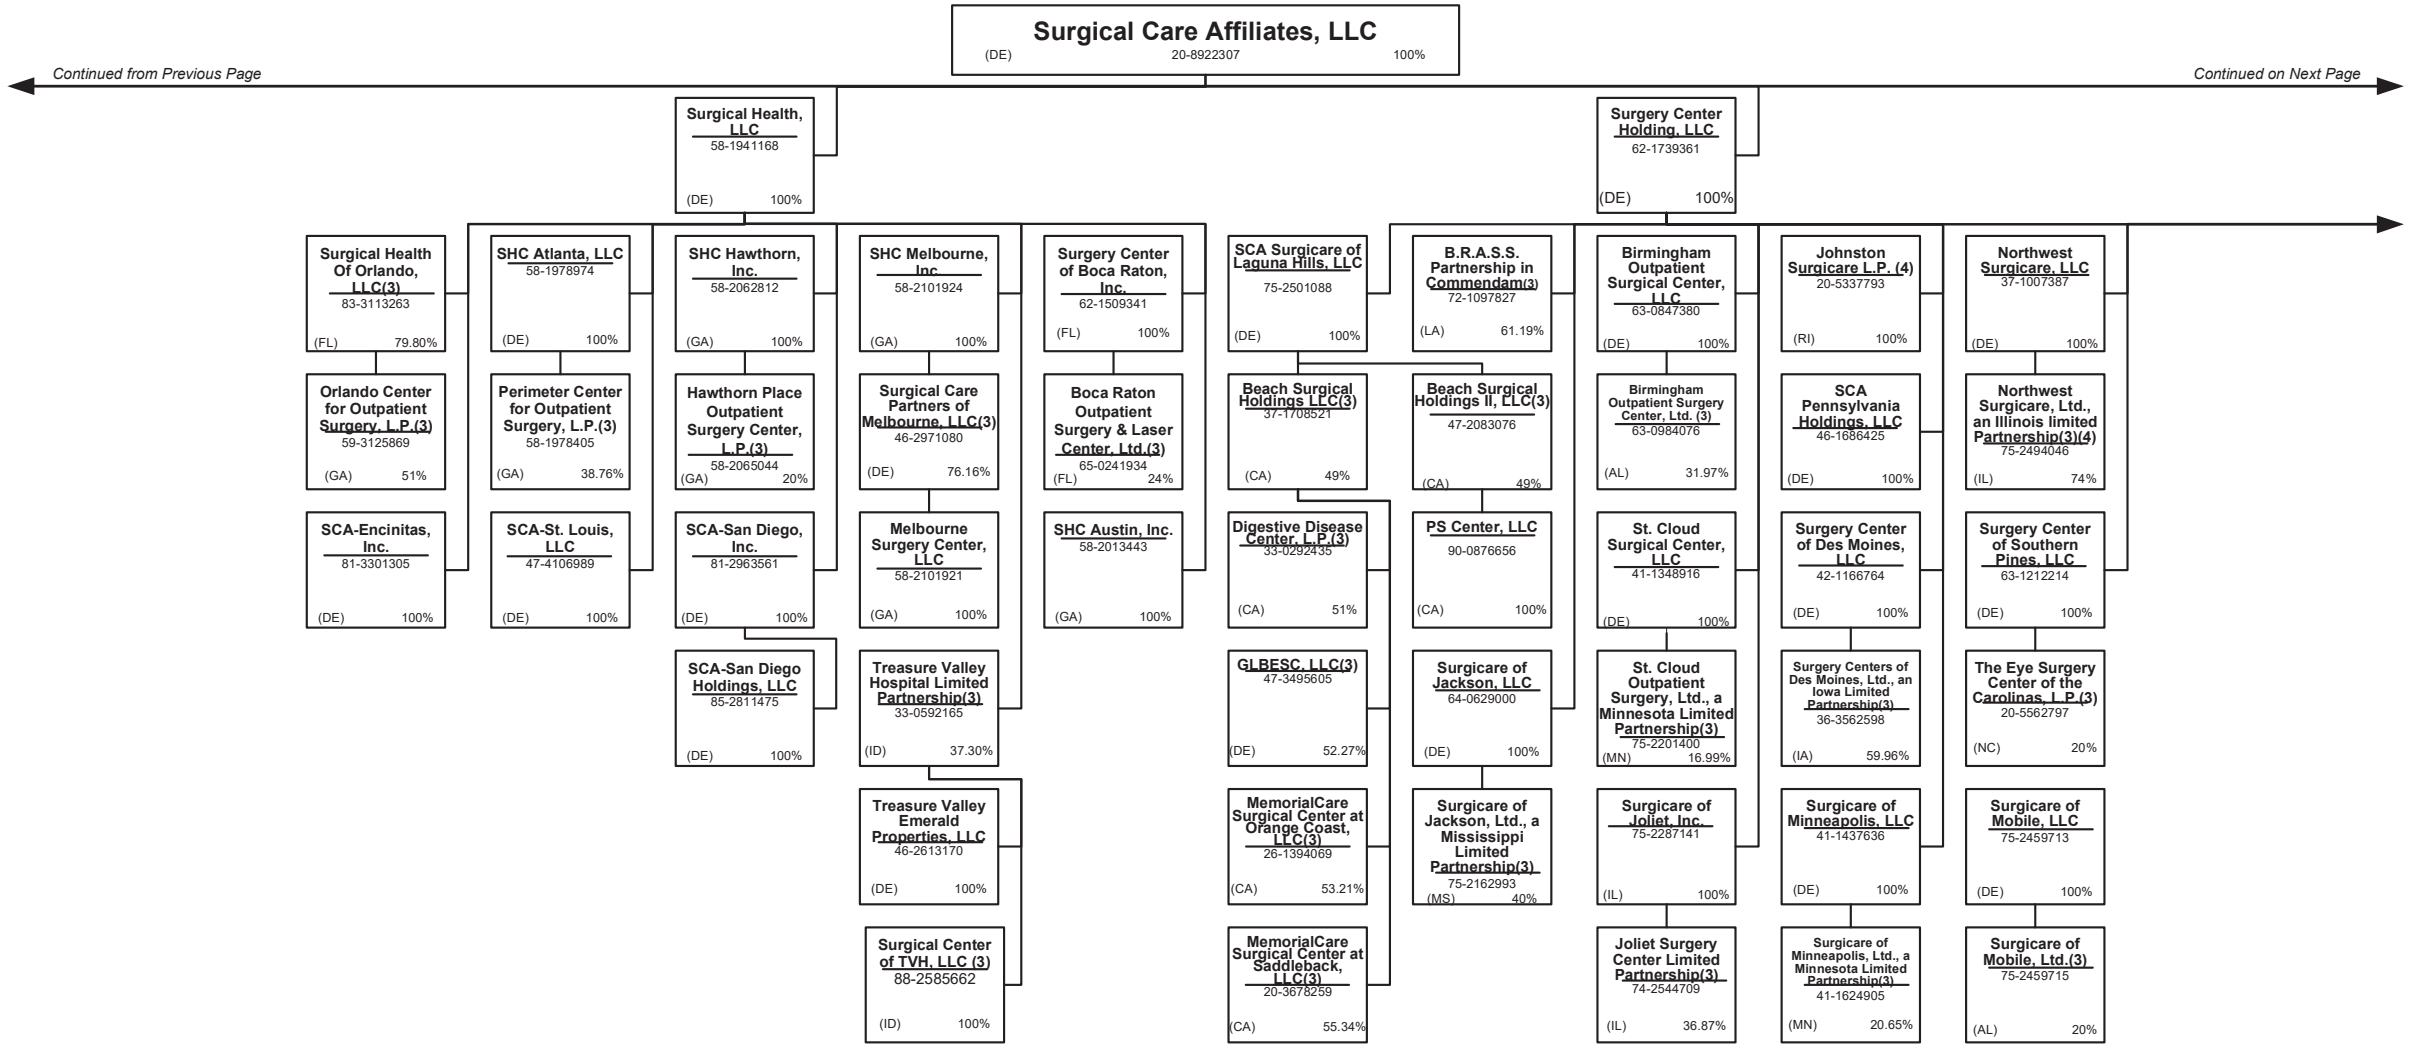 Surgical Care Affiliates, LLC
(DE) 20-8922307 100%
Continued from Previous Page
Continued on Next Page
Surgical Health,
LLC
58-1941168
(DE) 100%
Surgery Center
Holding, LLC
62-1739361
(DE) 100%
Surgical Health
Of Orlando,
LLC(3)
83-3113263
(FL) 79.80%
SHC Atlanta, LLC
58-1978974
(DE) 100%
SHC Hawthorn,
Inc.
58-2062812
(GA) 100%
SHC Melbourne,
Inc.
58-2101924
(GA) 100%
Surgery Center
of Boca Raton,
Inc.
62-1509341
(FL) 100%
SCA Surgicare of
Laguna Hills, LLC
75-2501088
(DE) 100%
B.R.A.S.S.
Partnership in
Commendam(3)
72-1097827
(LA) 61.19%
Birmingham
Outpatient
Surgical Center,
LLC
63-0847380
(DE) 100%
Johnston
Surgicare L.P. (4)
20-5337793
(RI) 100%
Northwest
Surgicare, LLC
37-1007387
(DE) 100%
Orlando Center
for Outpatient
Surgery, L.P.(3)
59-3125869
(GA) 51%
Perimeter Center
for Outpatient
Surgery, L.P.(3)
58-1978405
(GA) 38.76%
Hawthorn Place
Outpatient
Surgery Center,
L.P.(3)
58-2065044
(GA) 20%
Surgical Care
Partners of
Melbourne, LLC(3)
46-2971080
(DE) 76.16%
Boca Raton
Outpatient
Surgery & Laser
Center, Ltd.(3)
65-0241934
(FL) 24%
Beach Surgical
Holdings LLC(3)
37-1708521
(CA) 49%
Beach Surgical
Holdings II, LLC(3)
47-2083076
(CA) 49%
Birmingham
Outpatient Surgery
Center, Ltd. (3)
63-0984076
(AL) 31.97%
SCA
Pennsylvania
Holdings, LLC
46-1686425
(DE) 100%
Northwest
Surgicare, Ltd.,
an Illinois limited
Partnership(3)(4)
75-2494046
(IL) 74%
SCA-Encinitas,
Inc.
81-3301305
(DE) 100%
SCA-St. Louis,
LLC
47-4106989
(DE) 100%
SCA-San Diego,
Inc.
81-2963561
(DE) 100%
Melbourne
Surgery Center,
LLC
58-2101921
(GA) 100%
SHC Austin, Inc.
58-2013443
(GA) 100%
Digestive Disease
Center, L.P.(3)
33-0292435
(CA) 51%
PS Center, LLC
90-0876656
(CA) 100%
St. Cloud
Surgical Center,
LLC
41-1348916
(DE) 100%
Surgery Center
of Des Moines,
LLC
42-1166764
(DE) 100%
Surgery Center
of Southern
Pines, LLC
63-1212214
(DE) 100%
SCA-San Diego
Holdings, LLC
85-2811475
(DE) 100%
Treasure Valley
Hospital Limited
Partnership(3)
33-0592165
(ID) 37.30%
GLBESC, LLC(3)
47-3495605
(DE) 52.27%
Surgicare of
Jackson, LLC
64-0629000
(DE) 100%
St. Cloud
Outpatient
Surgery, Ltd., a
Minnesota Limited
Partnership(3)
75-2201400
(MN) 16.99%
Surgery Centers of
Des Moines, Ltd., an
Iowa Limited
Partnership(3)
36-3562598
(IA) 59.96%
The Eye Surgery
Center of the
Carolinas, L.P.(3)
20-5562797
(NC) 20%
Treasure Valley
Emerald
Properties, LLC
46-2613170
(DE) 100%
MemorialCare
Surgical Center at
Orange Coast,
LLC(3)
26-1394069
(CA) 53.21%
Surgicare of
Jackson, Ltd., a
Mississippi
Limited
Partnership(3)
75-2162993
(MS) 40%
Surgicare of
Joliet, Inc.
75-2287141
(IL) 100%
Surgicare of
Minneapolis, LLC
41-1437636
(DE) 100%
Surgicare of
Mobile, LLC
75-2459713
(DE) 100%
Surgical Center
of TVH, LLC (3)
88-2585662
(ID) 100%
MemorialCare
Surgical Center at
Saddleback,
LLC(3)
20-3678259
(CA) 55.34%
Joliet Surgery
Center Limited
Partnership(3)
74-2544709
(IL) 36.87%
Surgicare of
Minneapolis, Ltd., a
Minnesota Limited
Partnership(3)
41-1624905
(MN) 20.65%
Surgicare of
Mobile, Ltd.(3)
75-2459715
(AL) 20%